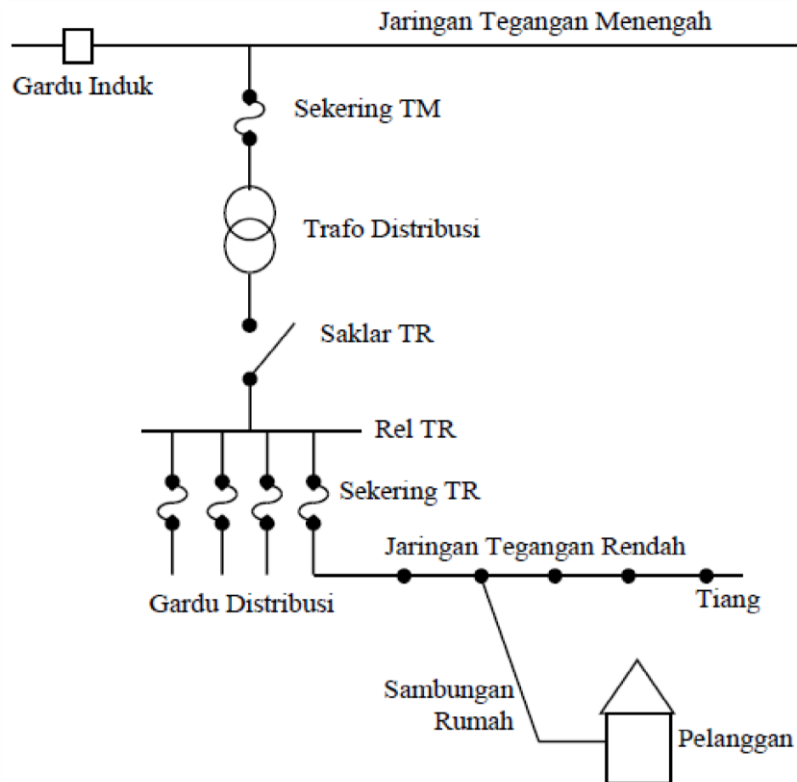 Jaringan Tegangan Menengah
Gardu Induk
Sekering TM
Trafo Distribusi
Saklar TR
Rel TR
Sekering TR
Jaringan Tegangan Rendah
Gardu Distribusi
Tiang
Sambungan
Rumah
Pelanggan